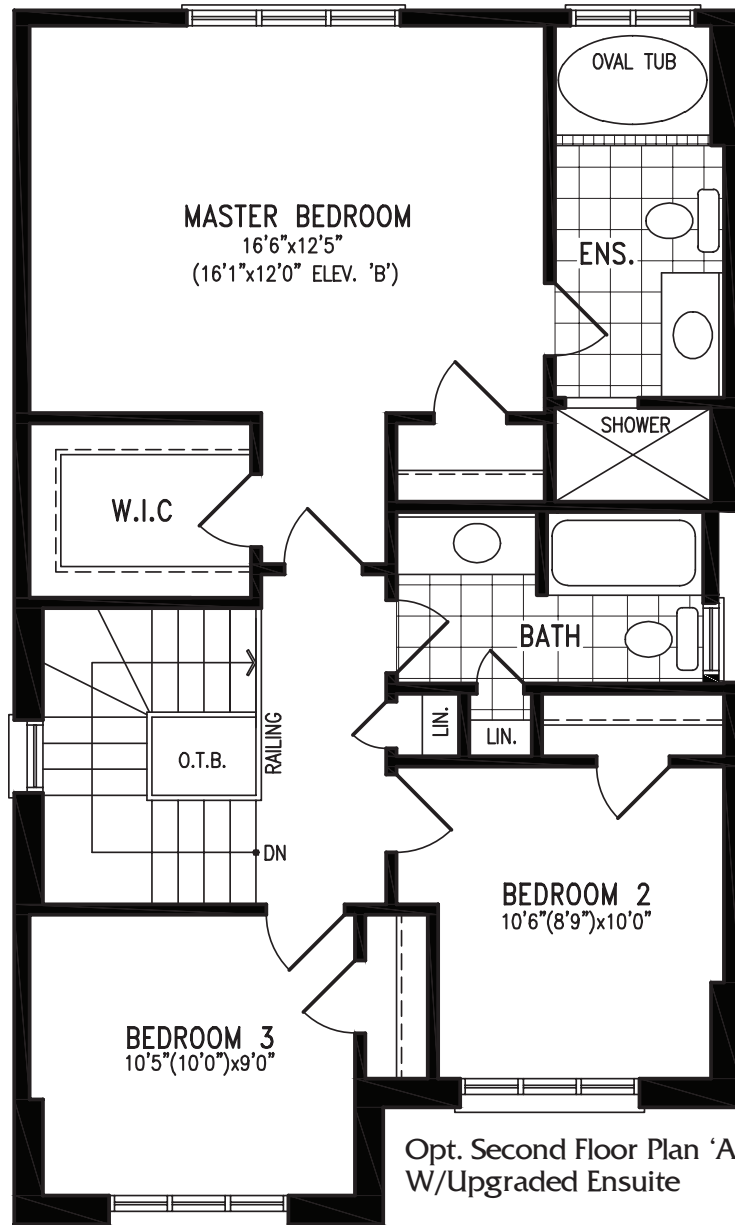 OVAL TUB
MASTER BEDROOM
16'6"x12'5"
(16'1"x12'0" ELEV. 'B')
ENS.
SHOWER
W.I.C
BATH
LIN.
LIN.
RAILING
O.T.B.
DN
BEDROOM 2
10'6"(8'9")x10'0"
BEDROOM 3
10'5"(10'0")x9'0"
Opt. Second Floor Plan ‘A
W/Upgraded Ensuite